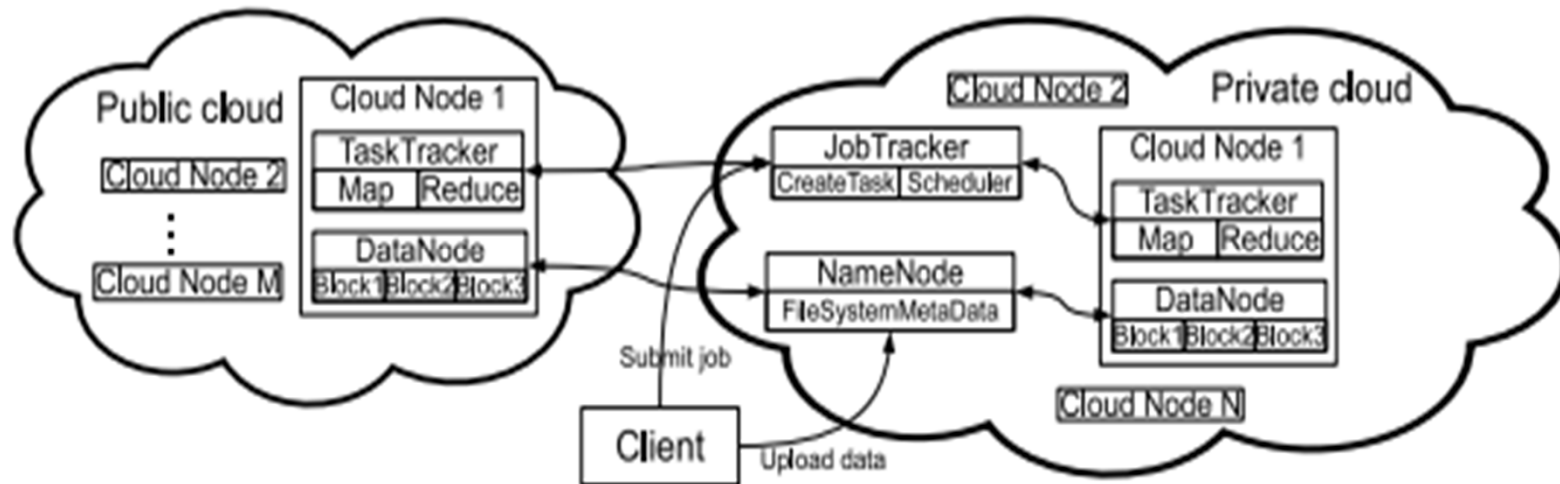 Public cloud
Cloud Node 2
Cloud Node M
Cloud Node 1
TaskTracker
Map Reduce
DataNode
Block1 Block2 Block3
Submit job
Client
Upload data
Private cloud
Cloud Node 2
JobTracker
CreateTask Scheduler
NameNode
FileSystemMetaData
Cloud Node 1
TaskTracker
Map Reduce
DataNode
Block1 Block2 Block3
Cloud Node N